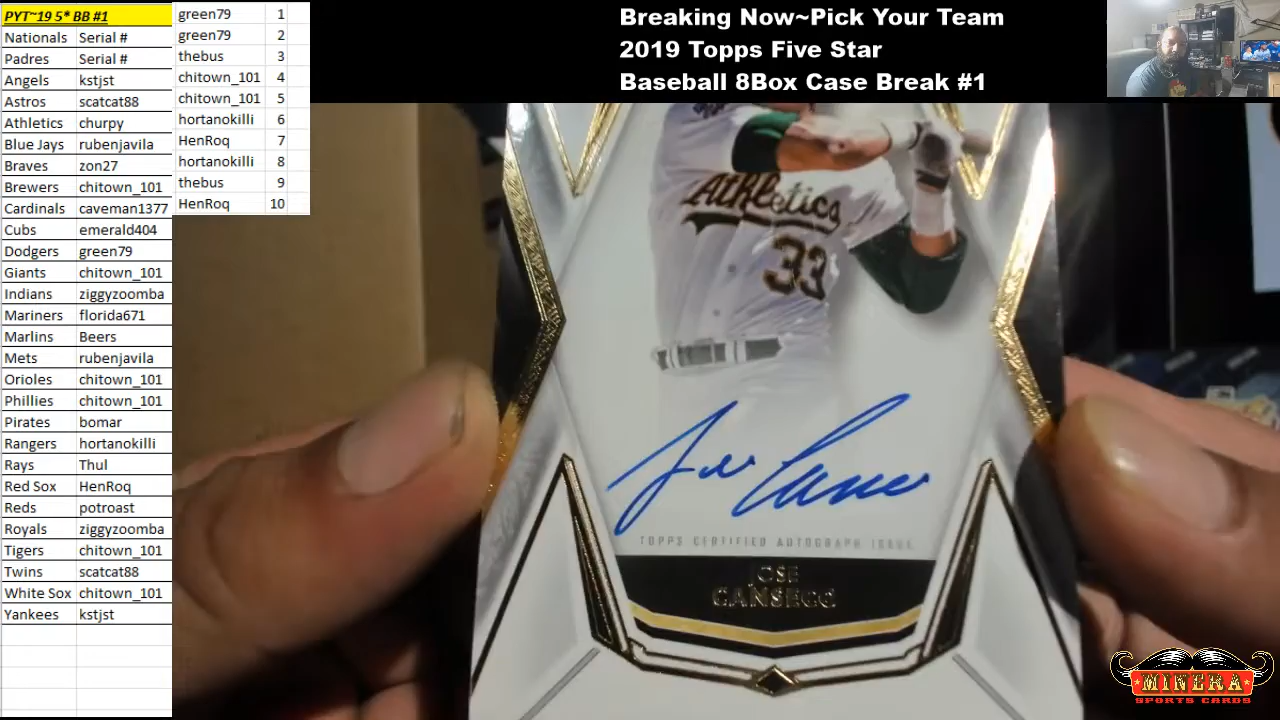 PYT~19 5* BB #1
Nationals Serial #
Padres Serial #
Angels kstjst
Astros scatcat88
Athletics churpy
Blue Jays rubenjavila
Braves zon27
Brewers chitown_101
Cardinals caveman1377
Cubs emerald404
Dodgers green79
Giants chitown_101
Indians ziggyzoomba
Mariners florida671
Marlins Beers
Mets rubenjavila
Orioles chitown_101
Phillies chitown_101
Pirates bomar
Rangers hortanokilli
Rays Thul
Red Sox HenRoq
Reds potroast
Royals ziggyzoomba
Tigers chitown_101
Twins scatcat88
White Sox chitown_101
Yankees kstjst
green79 1
green79 2
thebus 3
chitown_101 4
chitown_101 5
hortanokilli 6
HenRoq 7
hortanokilli 8
thebus 9
HenRoq 10
Breaking Now~Pick Your Team
2019 Topps Five Star
Baseball 8Box Case Break #1
Athletics
33
TOPPS CERTIFIED AUTOGRAPH ISSUE
JOSE
CANSECO
MINERA
SPORTS CARDS